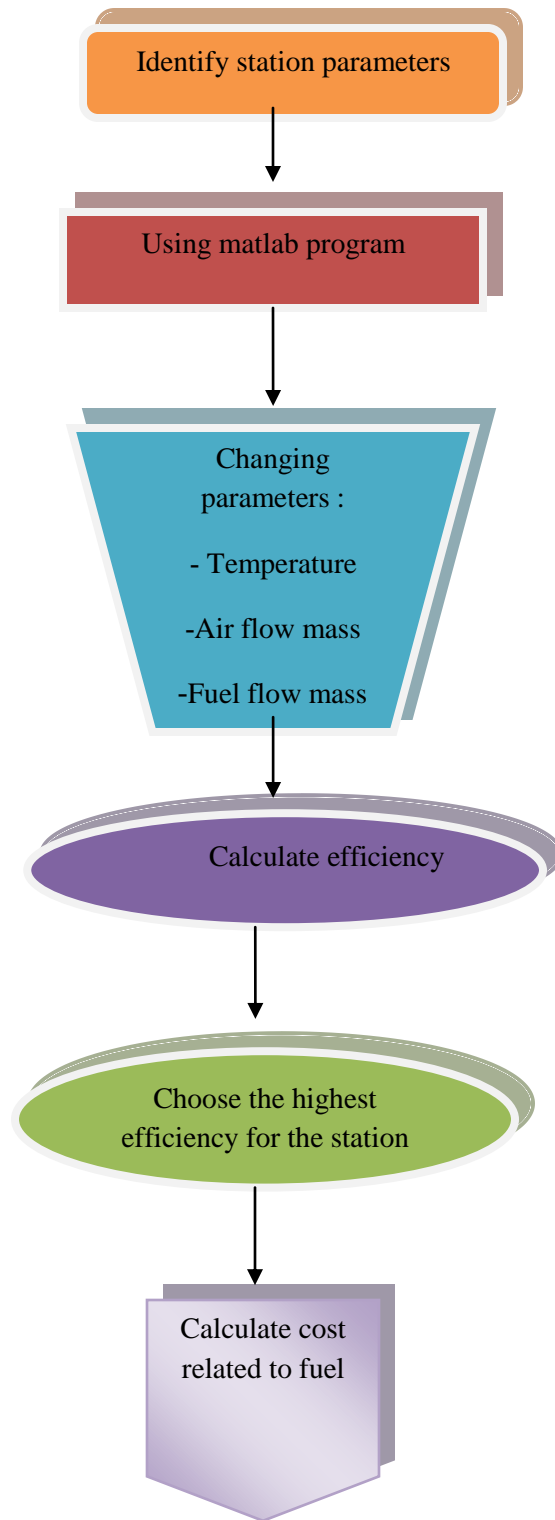 Identify station parameters
Using matlab program
Changing
parameters :
- Temperature
-Air flow mass
-Fuel flow mass
Calculate efficiency
Choose the highest
efficiency for the station
Calculate cost
related to fuel